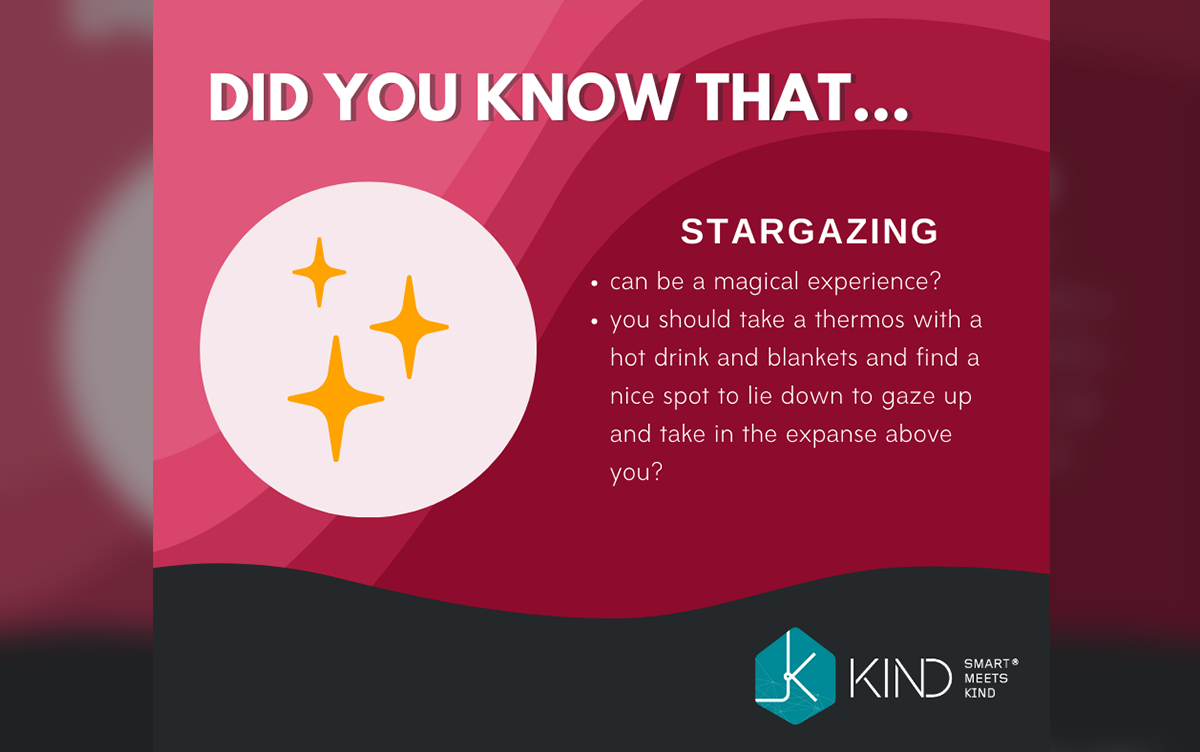 DID YOU KNOW THAT...
STARGAZING
• can be a magical experience?
• you should take a thermos with a
hot drink and blankets and find a
nice spot to lie down to gaze up
and take in the expanse above
you?
KIND
SMART®
MEETS
KIND